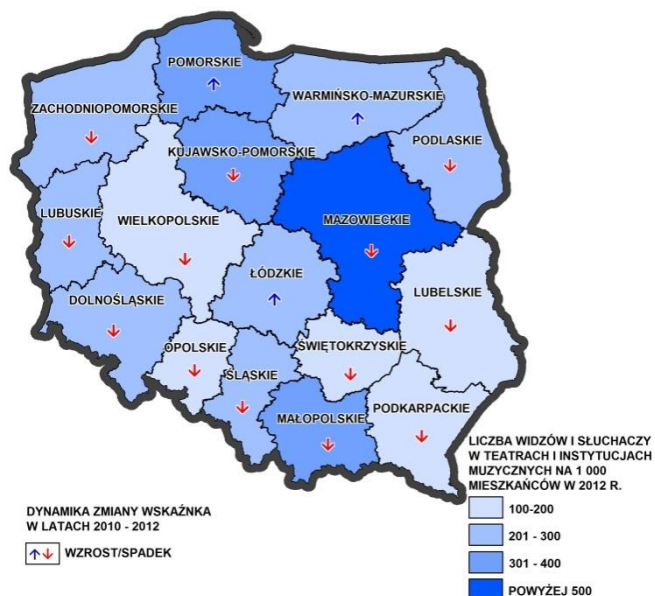 POMORSKIE
WARMIŃSKO-MAZURSKIE
ZACHODNIOPOMORSKIE
PODLASKIE
KUJAWSKO-POMORSKIE
LUBUSKIE
WIELKOPOLSKIE
MAZOWIECKIE
ŁÓDZKIE
LUBELSKIE
DOLNOŚLĄSKIE
OPOLSKIE
ŚWIĘTOKRZYSKIE
ŚLĄSKIE
MAŁOPOLSKIE
PODKARPACKIE
LICZBA WIDZÓW I SŁUCHACZY
W TEATRACH I INSTYTUCJACH
MUZYCZNYCH NA 1 000
MIESZKAŃCÓW W 2012 R.
100-200
201 - 300
301 - 400
POWYŻEJ 500
DYNAMIKA ZMIANY WSKAŹNKA
W LATACH 2010 - 2012
WZROST/SPADEK